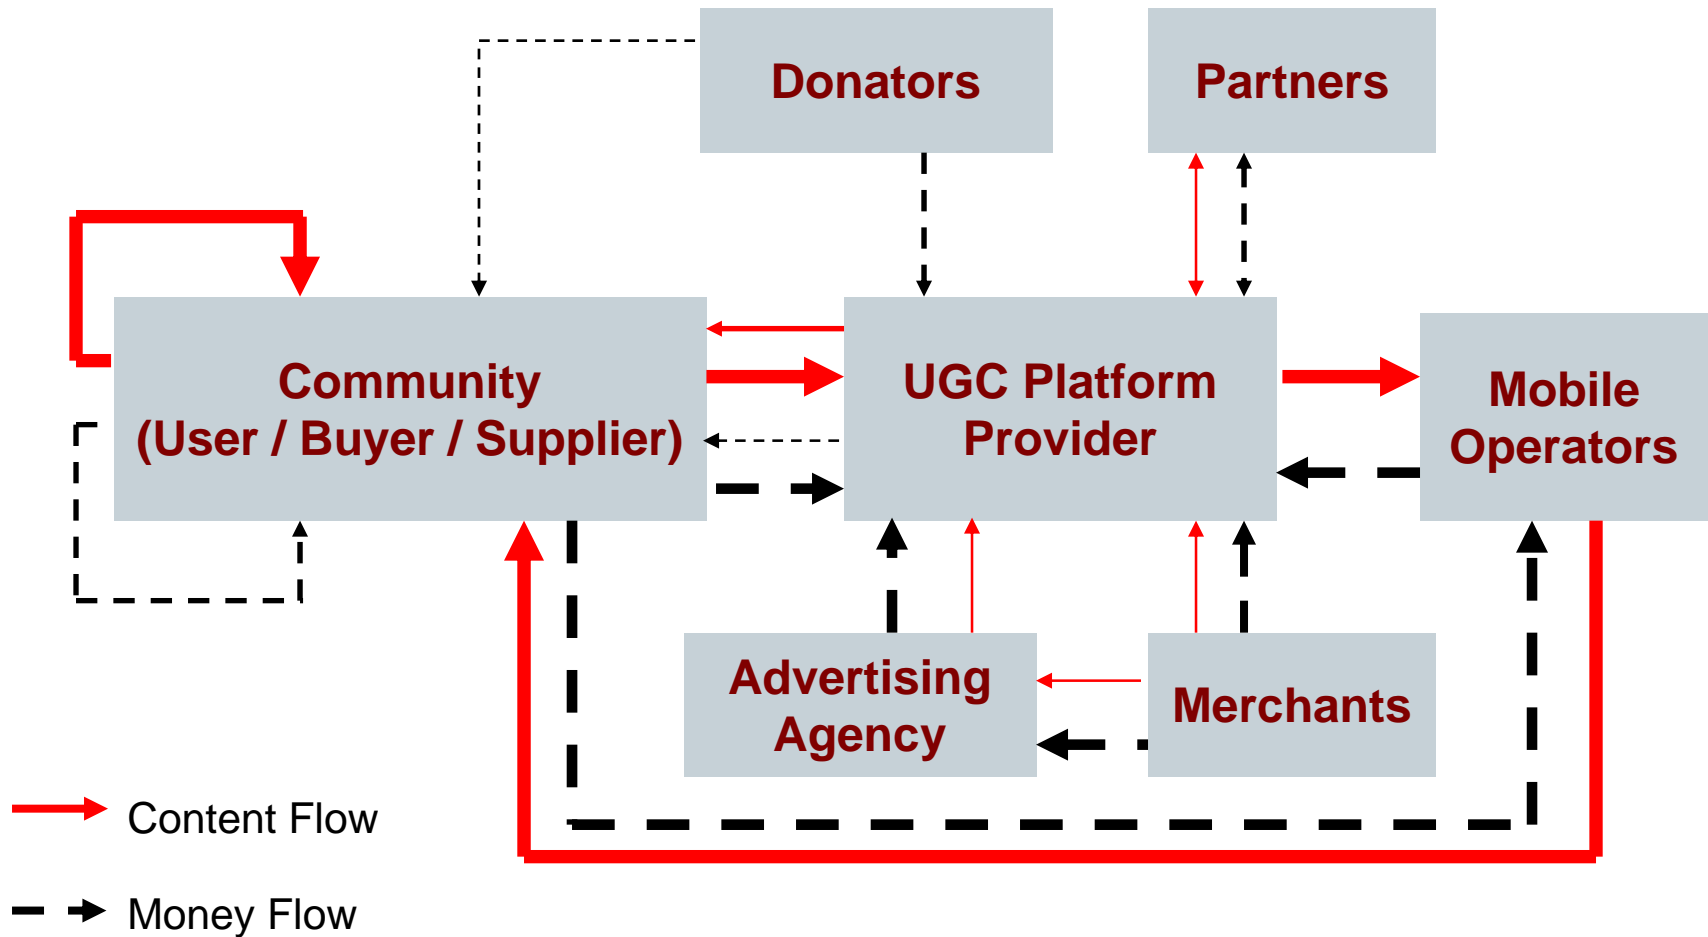 Donators
Partners
Community
(User / Buyer / Supplier)
UGC Platform
Provider
Mobile
Operators
Advertising
Agency
Merchants
Content Flow
Money Flow